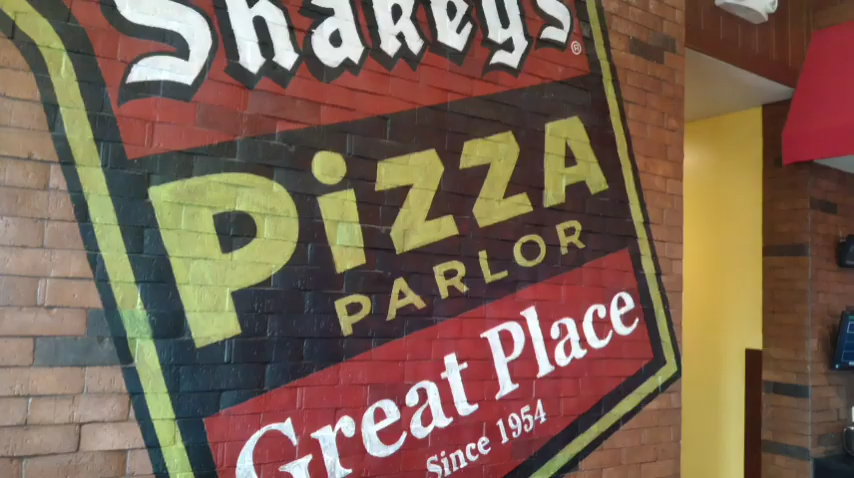 Shakey's®
PiZZA
PARLOR
Great Place
Since 1954